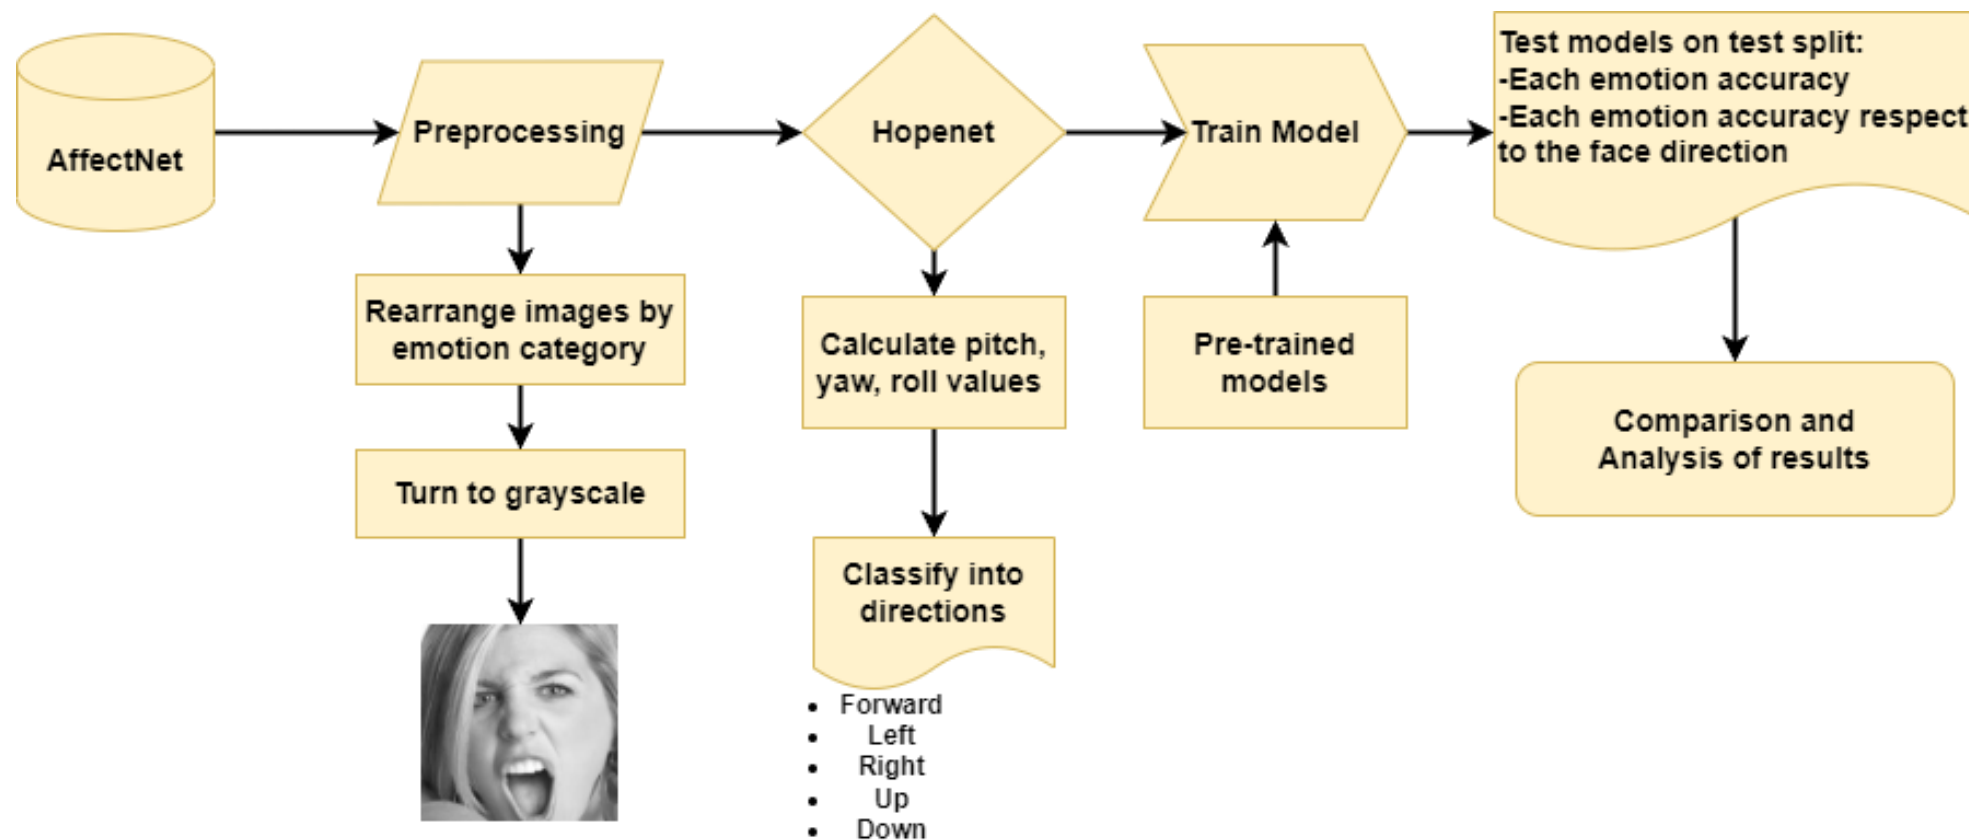 AffectNet
Preprocessing
Hopenet
Train Model
Test models on test split:
-Each emotion accuracy
-Each emotion accuracy respect
to the face direction
Rearrange images by
emotion category
Turn to grayscale
Calculate pitch,
yaw, roll values
Classify into
directions
• Forward
• Left
• Right
• Up
• Down
Pre-trained
models
Comparison and
Analysis of results